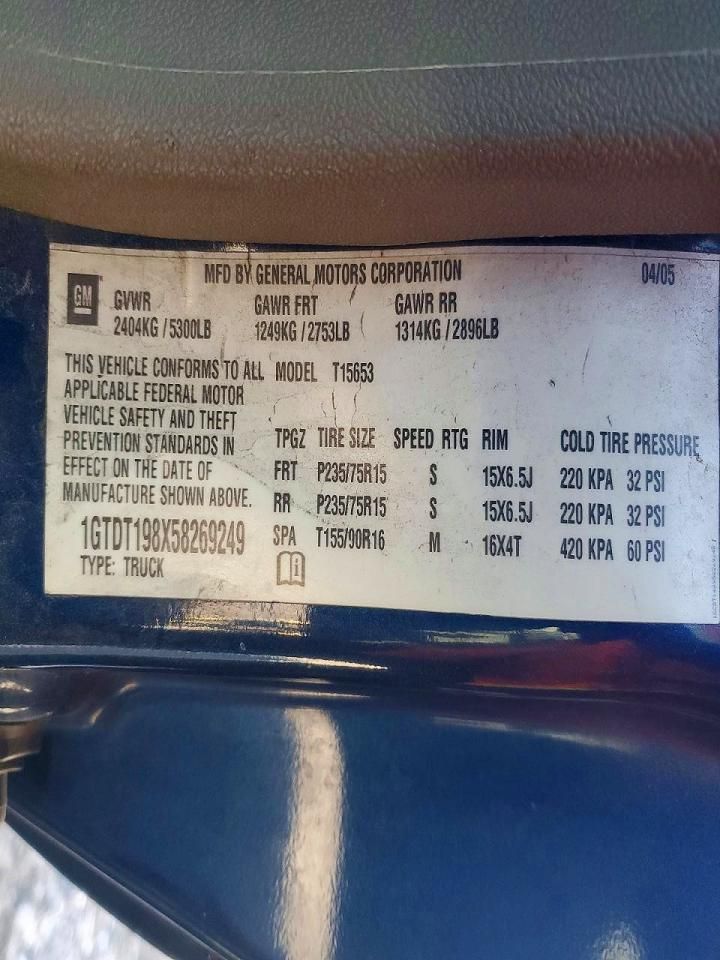 MFD BY GENERAL MOTORS CORPORATION 04/05
GM
GVWR GAWR FRT GAWR RR
2404KG / 5300LB 1249KG / 2753LB 1314KG / 2896LB
THIS VEHICLE CONFORMS TO ALL MODEL T15653
APPLICABLE FEDERAL MOTOR
VEHICLE SAFETY AND THEFT
PREVENTION STANDARDS IN
EFFECT ON THE DATE OF
MANUFACTURE SHOWN ABOVE.
TPGZ TIRE SIZE SPEED RTG RIM COLD TIRE PRESSURE
FRT P235/75R15 S 15X6.5J 220 KPA 32 PSI
RR P235/75R15 S 15X6.5J 220 KPA 32 PSI
SPA T155/90R16 M 16X4T 420 KPA 60 PSI
1GTDT198X58269249
TYPE: TRUCK